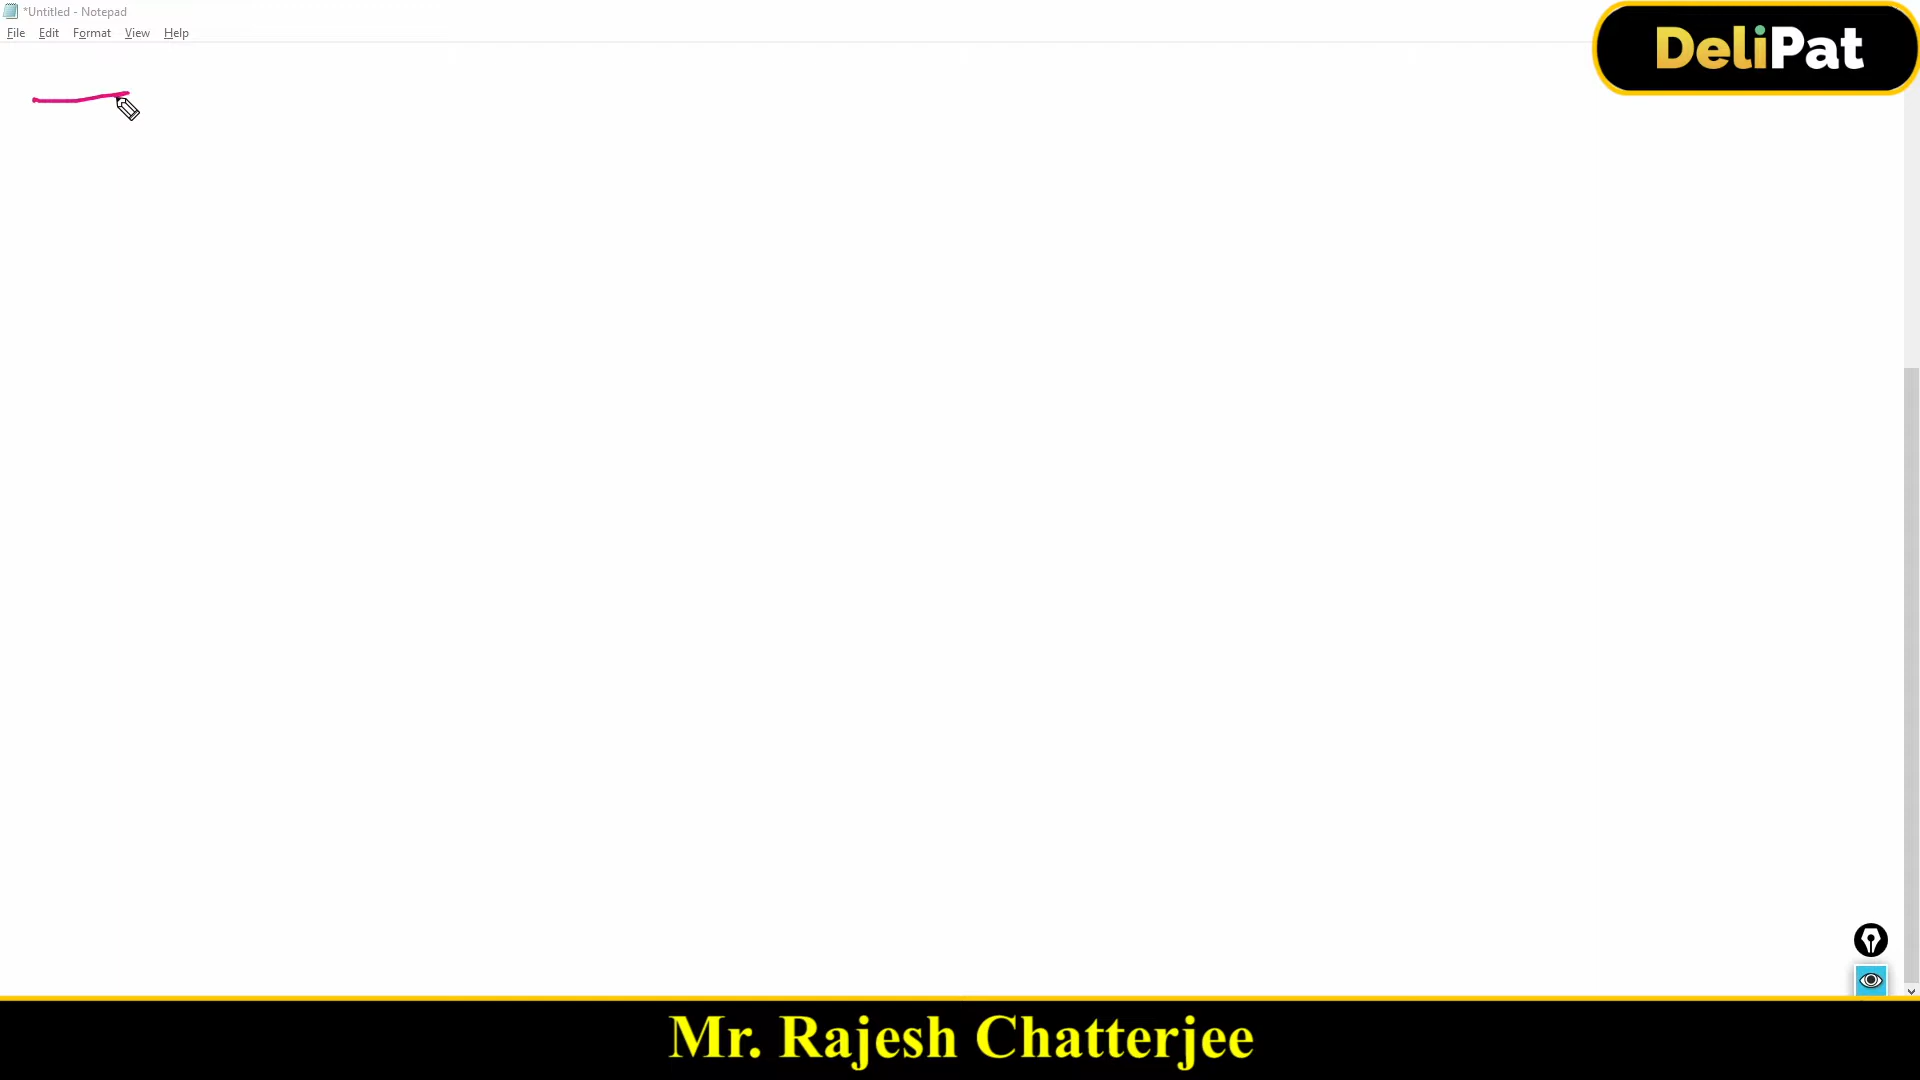 *Untitled - Notepad
File Edit Format View Help
DeliPat
Mr. Rajesh Chatterjee